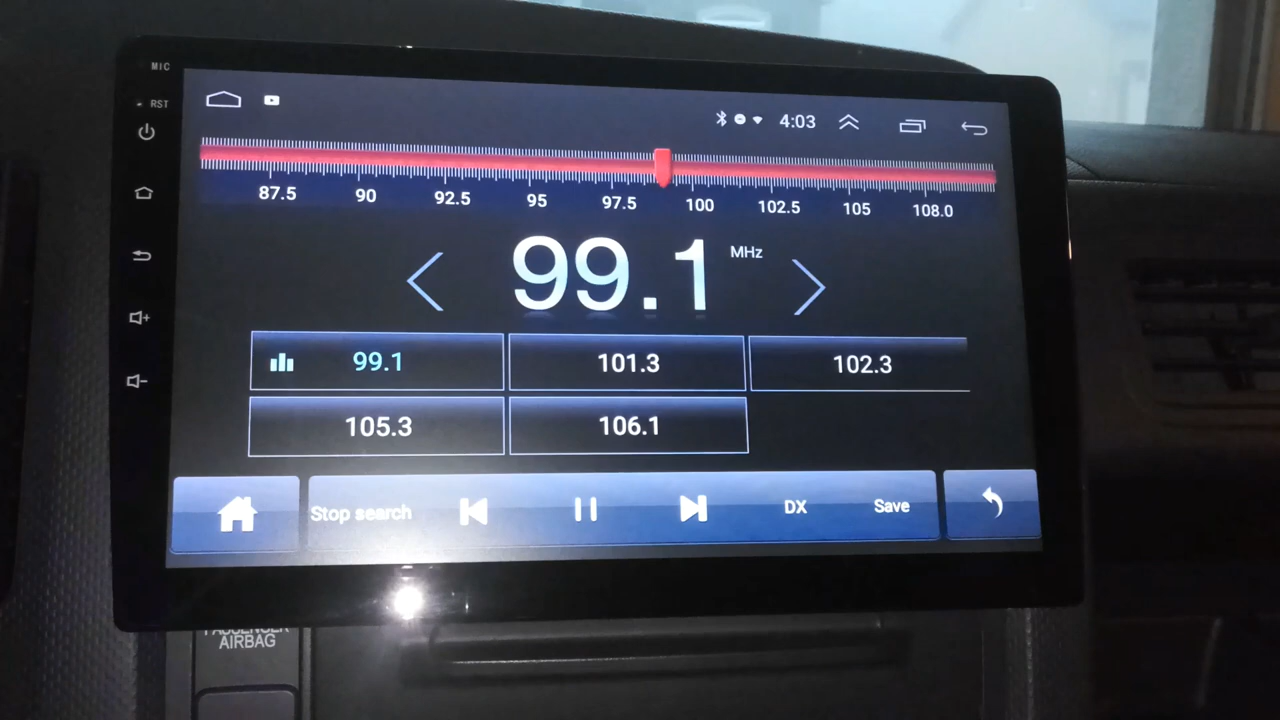 MIC
RST
4:03
87.5 90 92.5 95 97.5 100 102.5 105 108.0
99.1 MHz
99.1 101.3 102.3
105.3 106.1
Stop search DX Save
PASSENGER
AIRBAG